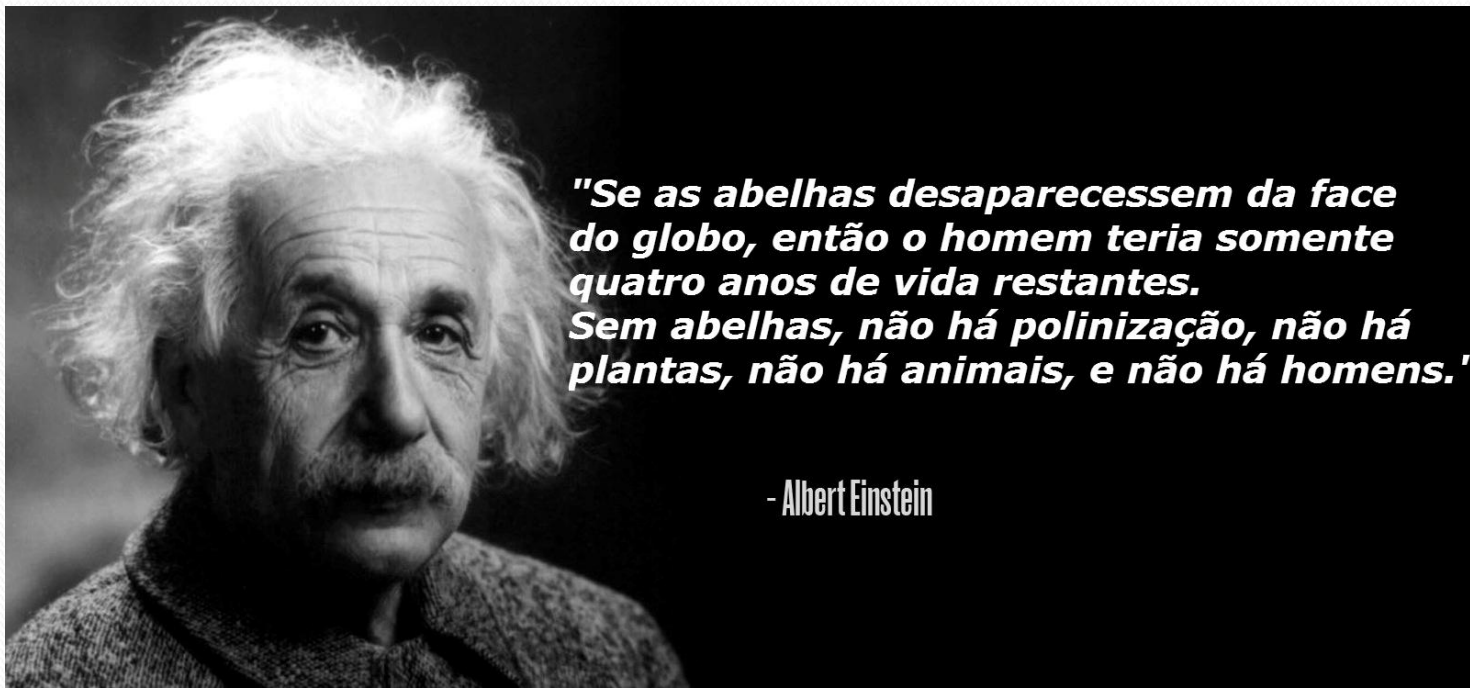 "Se as abelhas desaparecessem da face
do globo, então o homem teria somente
quatro anos de vida restantes.
Sem abelhas, não há polinização, não há
plantas, não há animais, e não há homens."
- Albert Einstein